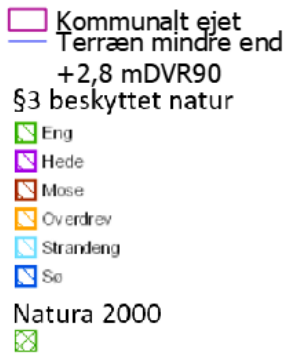 Kommunalt ejet
Terræn mindre end
+2,8 mDVR90
§3 beskyttet natur
Eng
Hede
Mose
Overdrev
Strandeng
Sø
Natura 2000